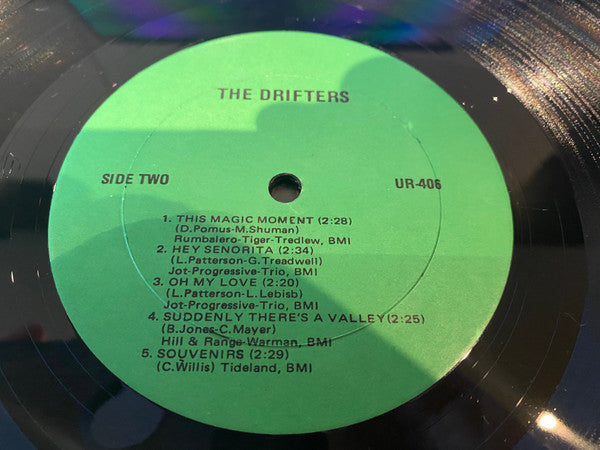 THE DRIFTERS
SIDE TWO UR-406
1. THIS MAGIC MOMENT (2:28)
(D.Pomus-M.Shuman)
Rumbalero-Tiger-Tredlew, BMI
2. HEY SENORITA (2:34)
(L.Patterson-G.Treadwell)
Jot-Progressive-Trio, BMI
3. OH MY LOVE (2:20)
(L.Patterson-L.Lebisb)
Jot-Progressive-Trio, BMI
4. SUDDENLY THERE'S A VALLEY(2:25)
(B.Jones-C.Mayer)
Hill & Range-Warman, BMI
5. SOUVENIRS (2:29)
(C.Willis) Tideland, BMI